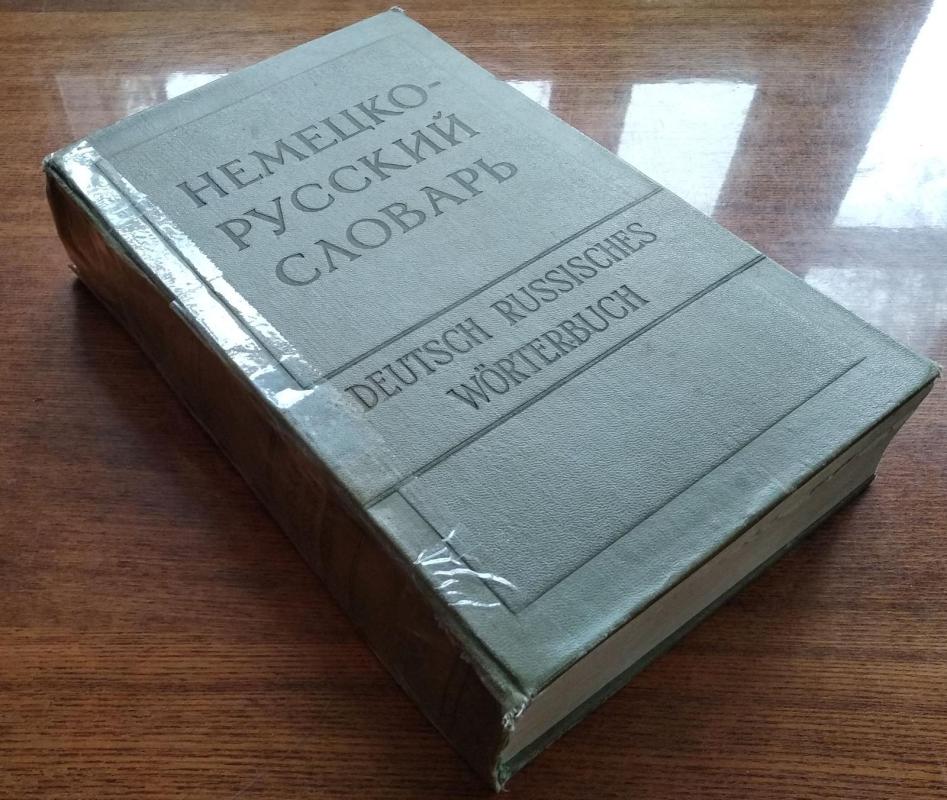 НЕМЕЦКО-
РУССКИЙ
СЛОВАРЬ
DEUTSCH RUSSISCHES
WÖRTERBUCH